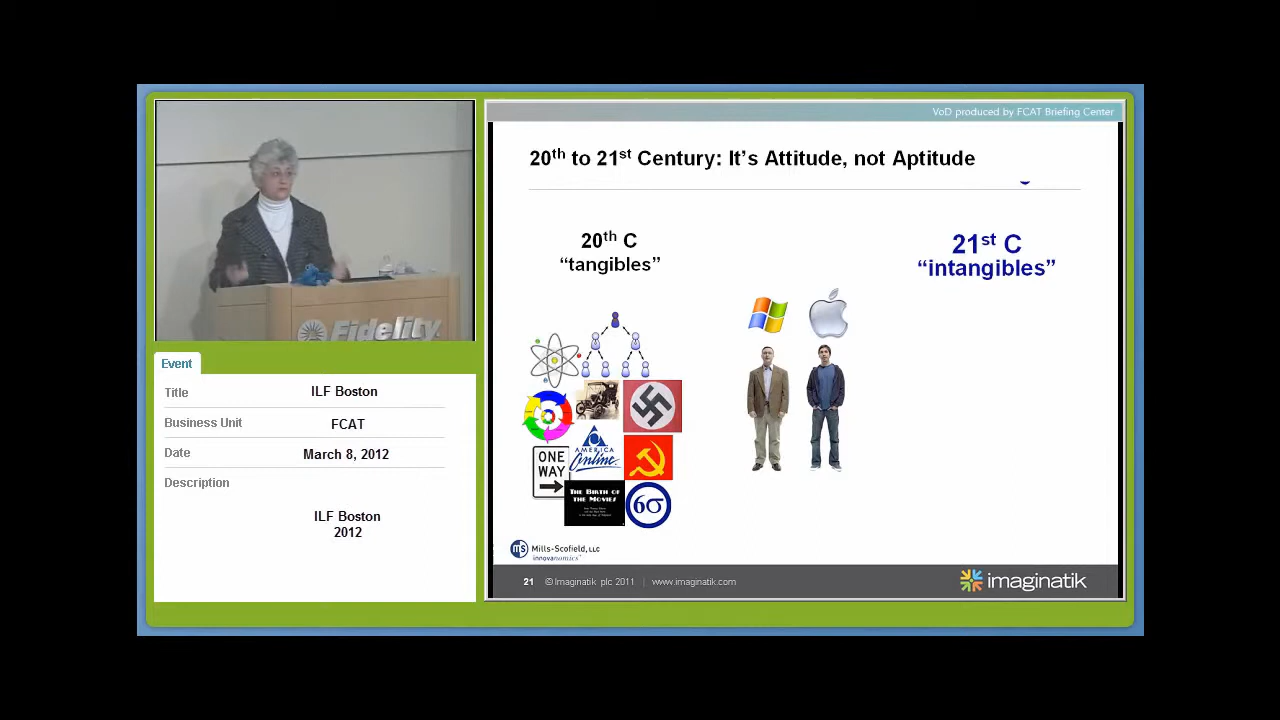 VoD produced by FCAT Briefing Center
20th to 21st Century: It's Attitude, not Aptitude
20th C
“tangibles”
21st C
“intangibles”
ONE
WAY
AMERICA
Online
THE BIRTH OF
THE MOVIES
6σ
Mills-Scofield, LLC
innovanomics
21 © Imaginatik plc 2011 | www.imaginatik.com
imaginatik
Fidelity
Event
Title ILF Boston
Business Unit FCAT
Date March 8, 2012
Description
ILF Boston
2012